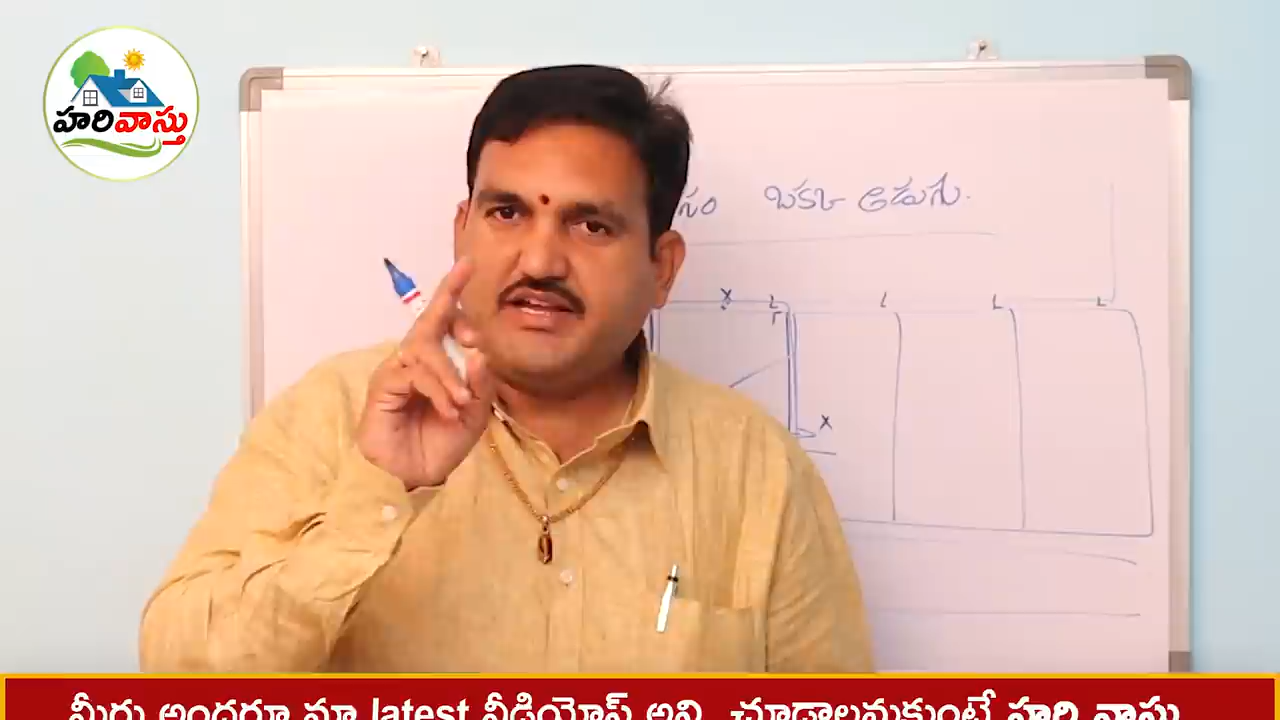 హరివాస్తు
ఒకటి అడుగు.
x L L L L
x
మీరు అందరూ మా latest వీడియోస్ అవి చూడాలనుకుంటే హరి వాస్తు